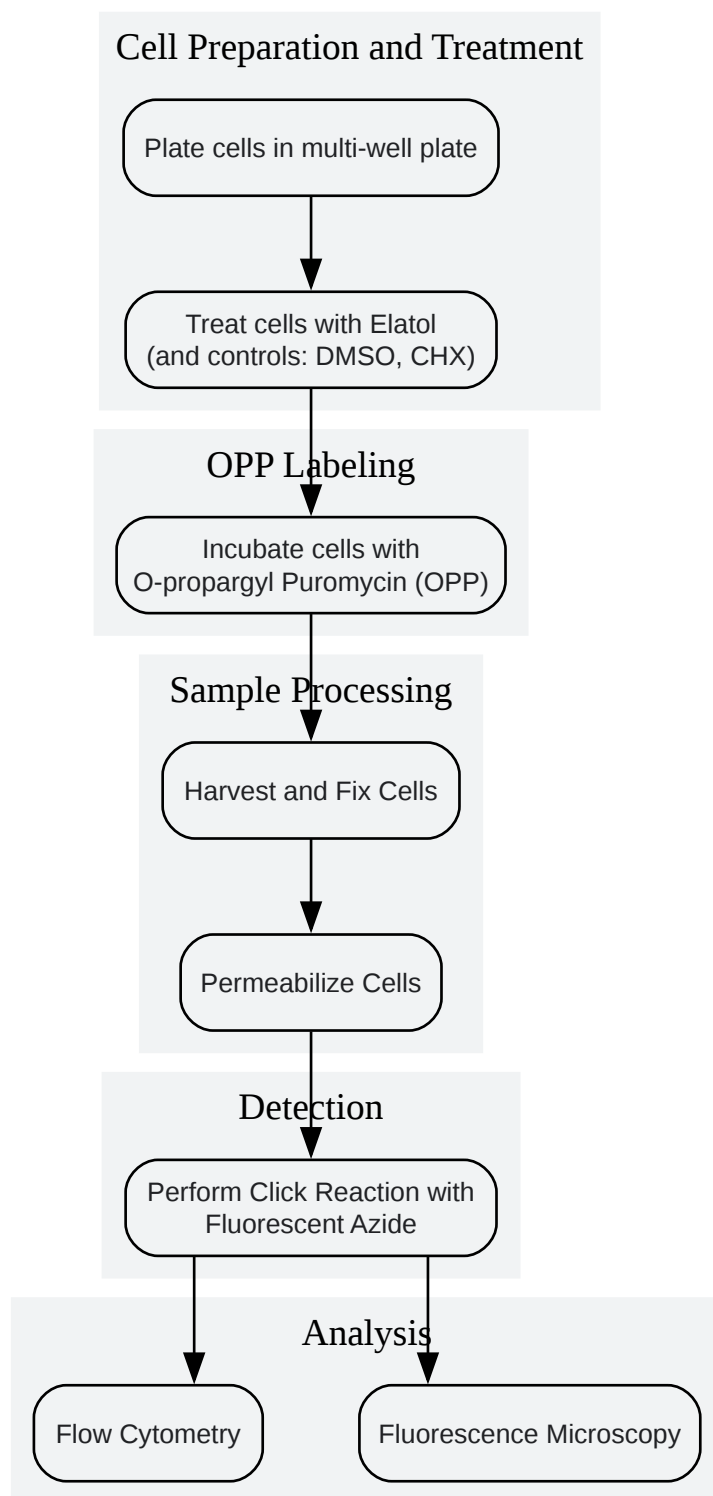 Cell Preparation and Treatment
Plate cells in multi-well plate
Treat cells with Elatol
(and controls: DMSO, CHX)
OPP Labeling
Incubate cells with
O-propargyl Puromycin (OPP)
Sample Processing
Harvest and Fix Cells
Permeabilize Cells
Detection
Perform Click Reaction with
Fluorescent Azide
Analysis
Flow Cytometry
Fluorescence Microscopy